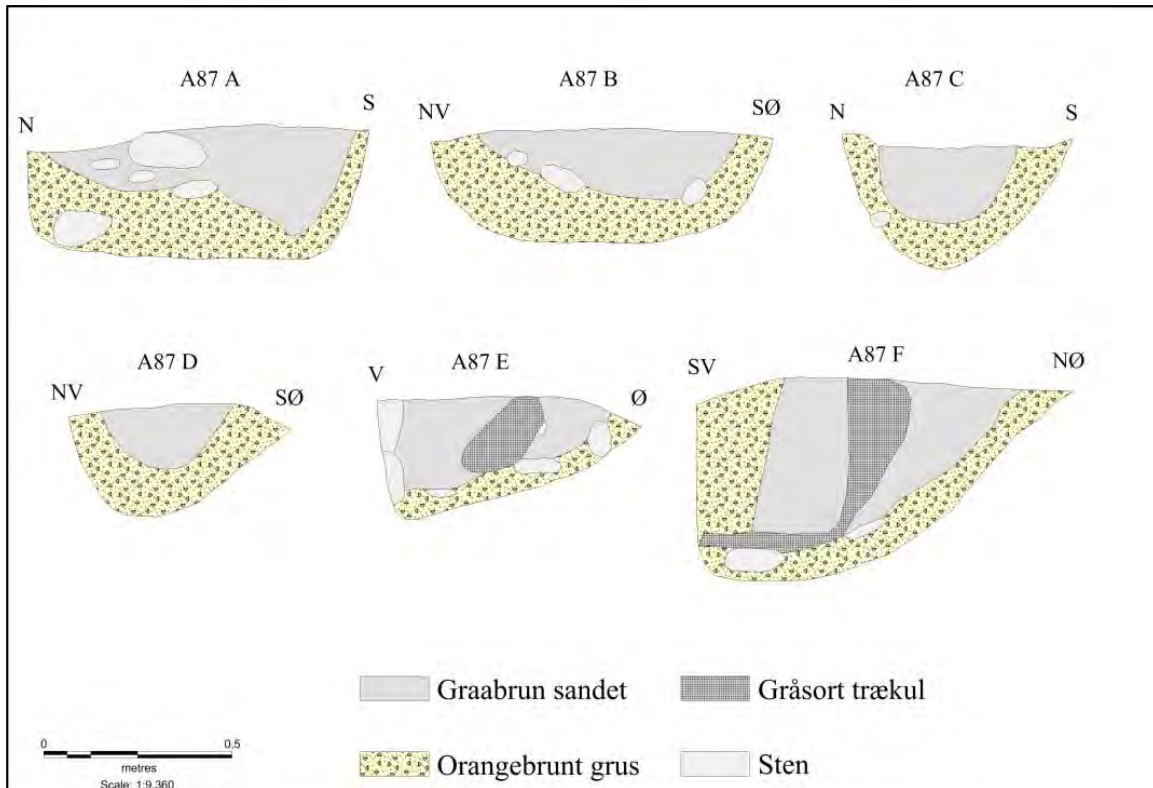 A87 A
N
S
A87 B
NV
SØ
A87 C
N
S
A87 D
NV
SØ
A87 E
V
Ø
A87 F
SV
NØ
Graabrun sandet
Gråsort trækul
Orangebrunt grus
Sten
0
0,5
metres
Scale: 1:9,360